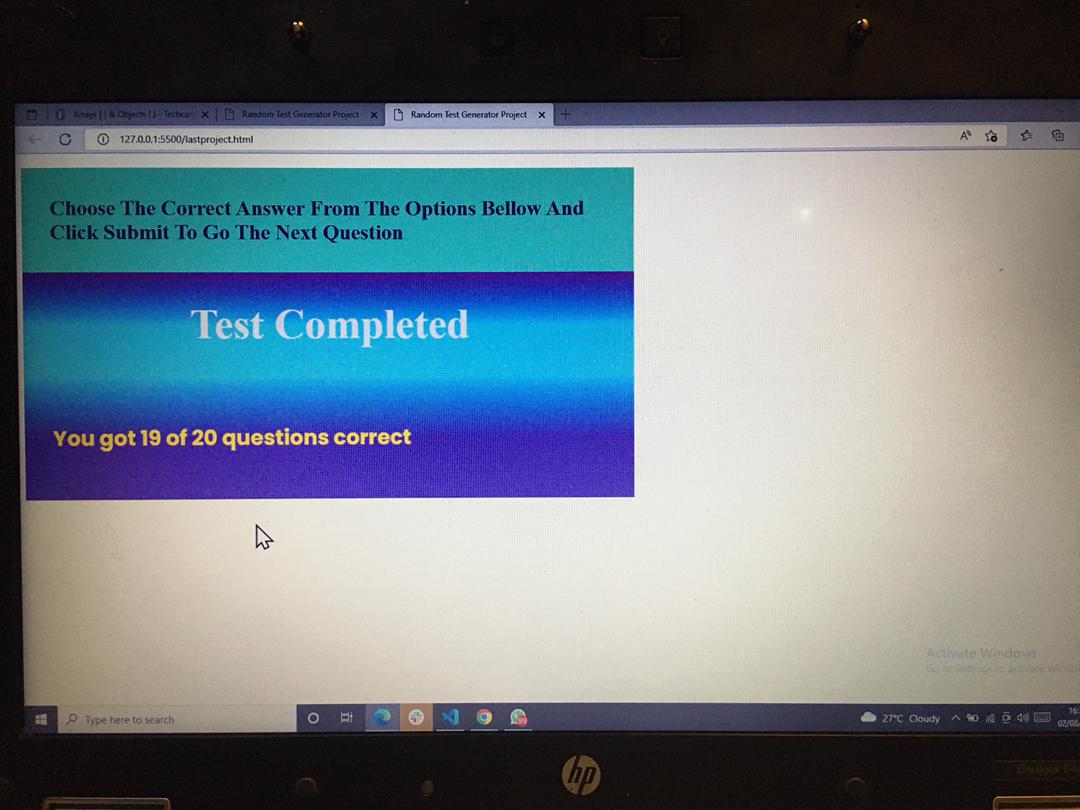 Arrays [ ] & Objects { } - Techcar
Random Test Generator Project
Random Test Generator Project
127.0.0.1:5500/lastproject.html
Choose The Correct Answer From The Options Bellow And
Click Submit To Go The Next Question
Test Completed
You got 19 of 20 questions correct
Activate Windows
Go to Settings to activate Windo
Type here to search
99
27°C Cloudy
16:
02/08/
hp
EliteBook 84